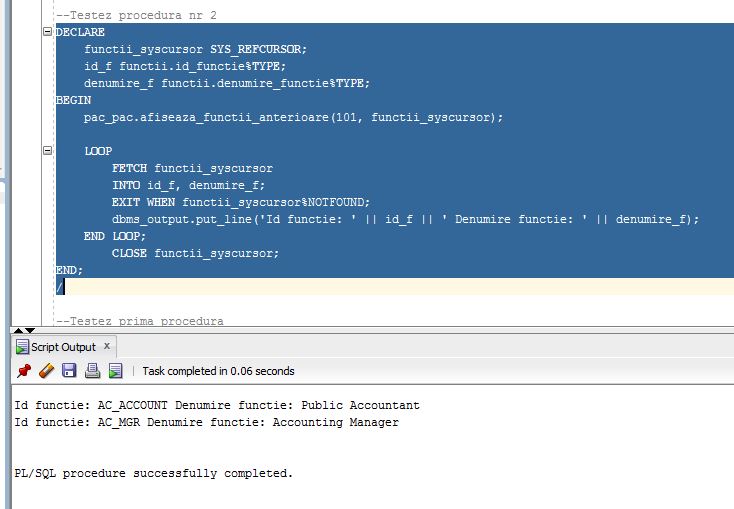 --Testez procedura nr 2
DECLARE
    functii_syscursor SYS_REFCURSOR;
    id_f functii.id_functie%TYPE;
    denumire_f functii.denumire_functie%TYPE;
BEGIN
    pac_pac.afiseaza_functii_anterioare(101, functii_syscursor);
    LOOP
        FETCH functii_syscursor
        INTO id_f, denumire_f;
        EXIT WHEN functii_syscursor%NOTFOUND;
        dbms_output.put_line('Id functie: ' || id_f || ' Denumire functie: ' || denumire_f);
    END LOOP;
        CLOSE functii_syscursor;
END;
/
--Testez prima procedura
Script Output x
Task completed in 0.06 seconds
Id functie: AC_ACCOUNT Denumire functie: Public Accountant
Id functie: AC_MGR Denumire functie: Accounting Manager
PL/SQL procedure successfully completed.